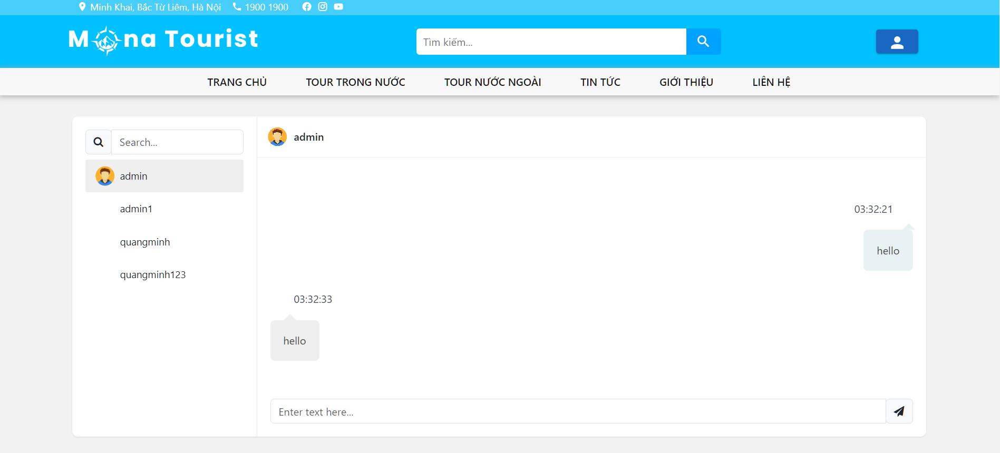 Minh Khai, Bắc Từ Liêm, Hà Nội 1900 1900
Mona Tourist
Tìm kiếm...
TRANG CHỦ TOUR TRONG NƯỚC TOUR NƯỚC NGOÀI TIN TỨC GIỚI THIỆU LIÊN HỆ
Search...
admin
admin1
quangminh
quangminh123
admin
03:32:21
hello
03:32:33
hello
Enter text here...